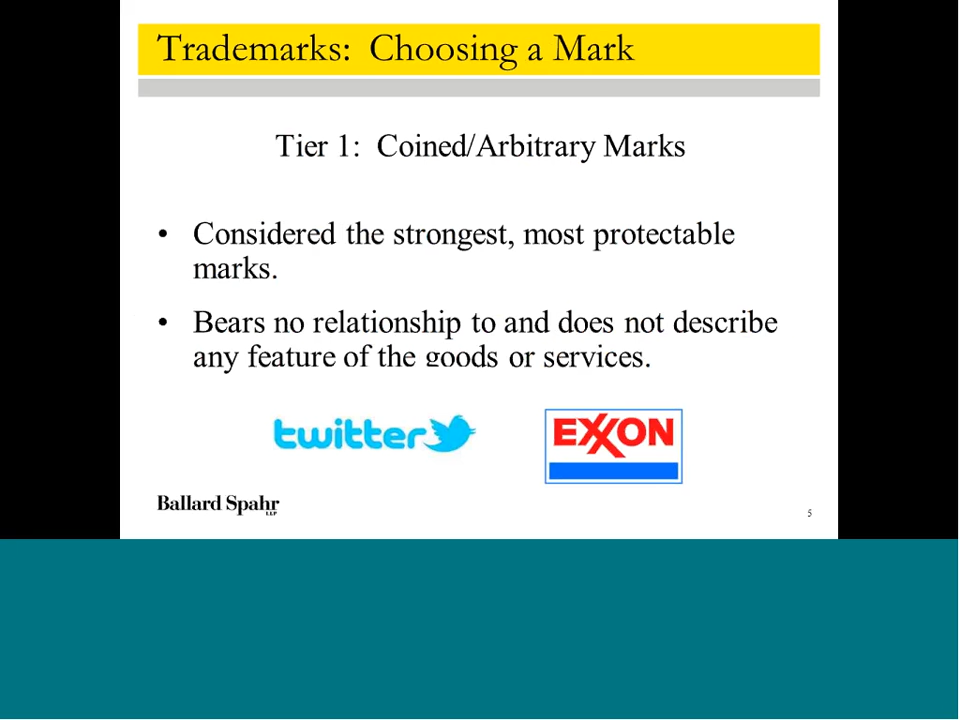 Trademarks: Choosing a Mark
Tier 1: Coined/Arbitrary Marks
• Considered the strongest, most protectable
marks.
• Bears no relationship to and does not describe
any feature of the goods or services.
twitter
EXXON
Ballard Spahr
LLP
5